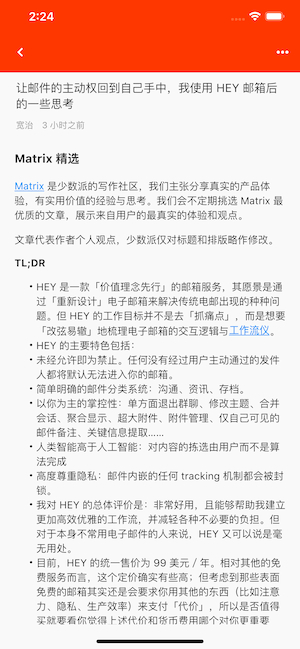 2:24
让邮件的主动权回到自己手中，我使用 HEY 邮箱后
的一些思考
宽治 3 小时之前
Matrix 精选
Matrix 是少数派的写作社区，我们主张分享真实的产品体
验，有实用价值的经验与思考。我们会不定期挑选 Matrix 最
优质的文章，展示来自用户的最真实的体验和观点。
文章代表作者个人观点，少数派仅对标题和排版略作修改。
TL;DR
• HEY 是一款「价值理念先行」的邮箱服务，其愿景是通
过「重新设计」电子邮箱来解决传统电邮出现的种种问
题。但 HEY 的工作目标并不是去「抓痛点」，而是想要
「改弦易辙」地梳理电子邮箱的交互逻辑与工作流仪。
• HEY 的主要特色包括：
• 未经允许即为禁止。任何没有经过用户主动通过的发件
人都将默认无法进入你的邮箱。
• 简单明确的邮件分类系统：沟通、资讯、存档。
• 以你为主的掌控性：单方面退出群聊、修改主题、合并
会话、聚合显示、超大附件、附件管理、仅自己可见的
邮件备注、关键信息提取……
• 人类智能高于人工智能：对内容的拣选由用户而不是算
法完成
• 高度尊重隐私：邮件内嵌的任何 tracking 机制都会被封
锁。
• 我对 HEY 的总体评价是：非常好用，且能够帮助我建立
更加高效优雅的工作流，并减轻各种不必要的负担。但
对于本身不常用电子邮件的人来说，HEY 又可以说是毫
无用处。
• 目前，HEY 的统一售价为 99 美元 / 年。相对其他的免
费服务而言，这个定价确实有些高；但考虑到那些表面
免费的邮箱其实还是会要求你用其他的东西（比如注意
力、隐私、生产效率）来支付「代价」，所以是否值得
买就要看你觉得上述代价和货币费用哪个对你更重要